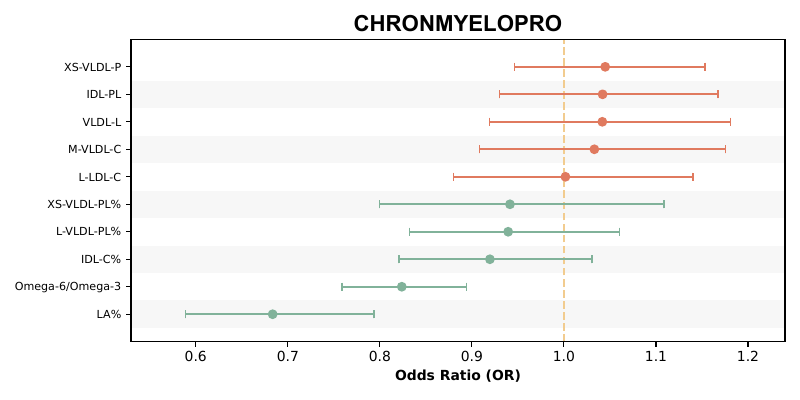 CHRONMYELOPRO
XS-VLDL-P
IDL-PL
VLDL-L
M-VLDL-C
L-LDL-C
XS-VLDL-PL%
L-VLDL-PL%
IDL-C%
Omega-6/Omega-3
LA%
0.6 0.7 0.8 0.9 1.0 1.1 1.2
Odds Ratio (OR)